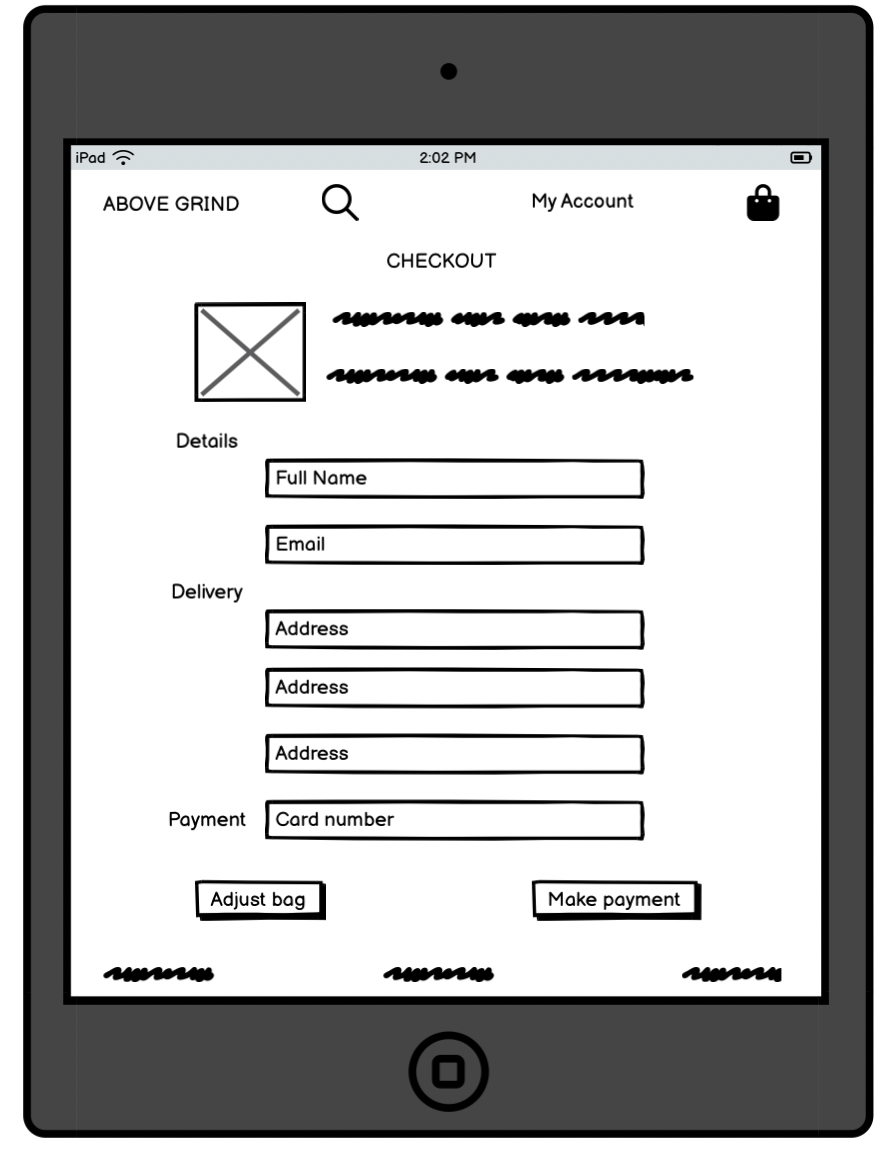 iPad 2:02 PM
ABOVE GRIND My Account
CHECKOUT
Details
Full Name
Email
Delivery
Address
Address
Address
Payment Card number
Adjust bag Make payment